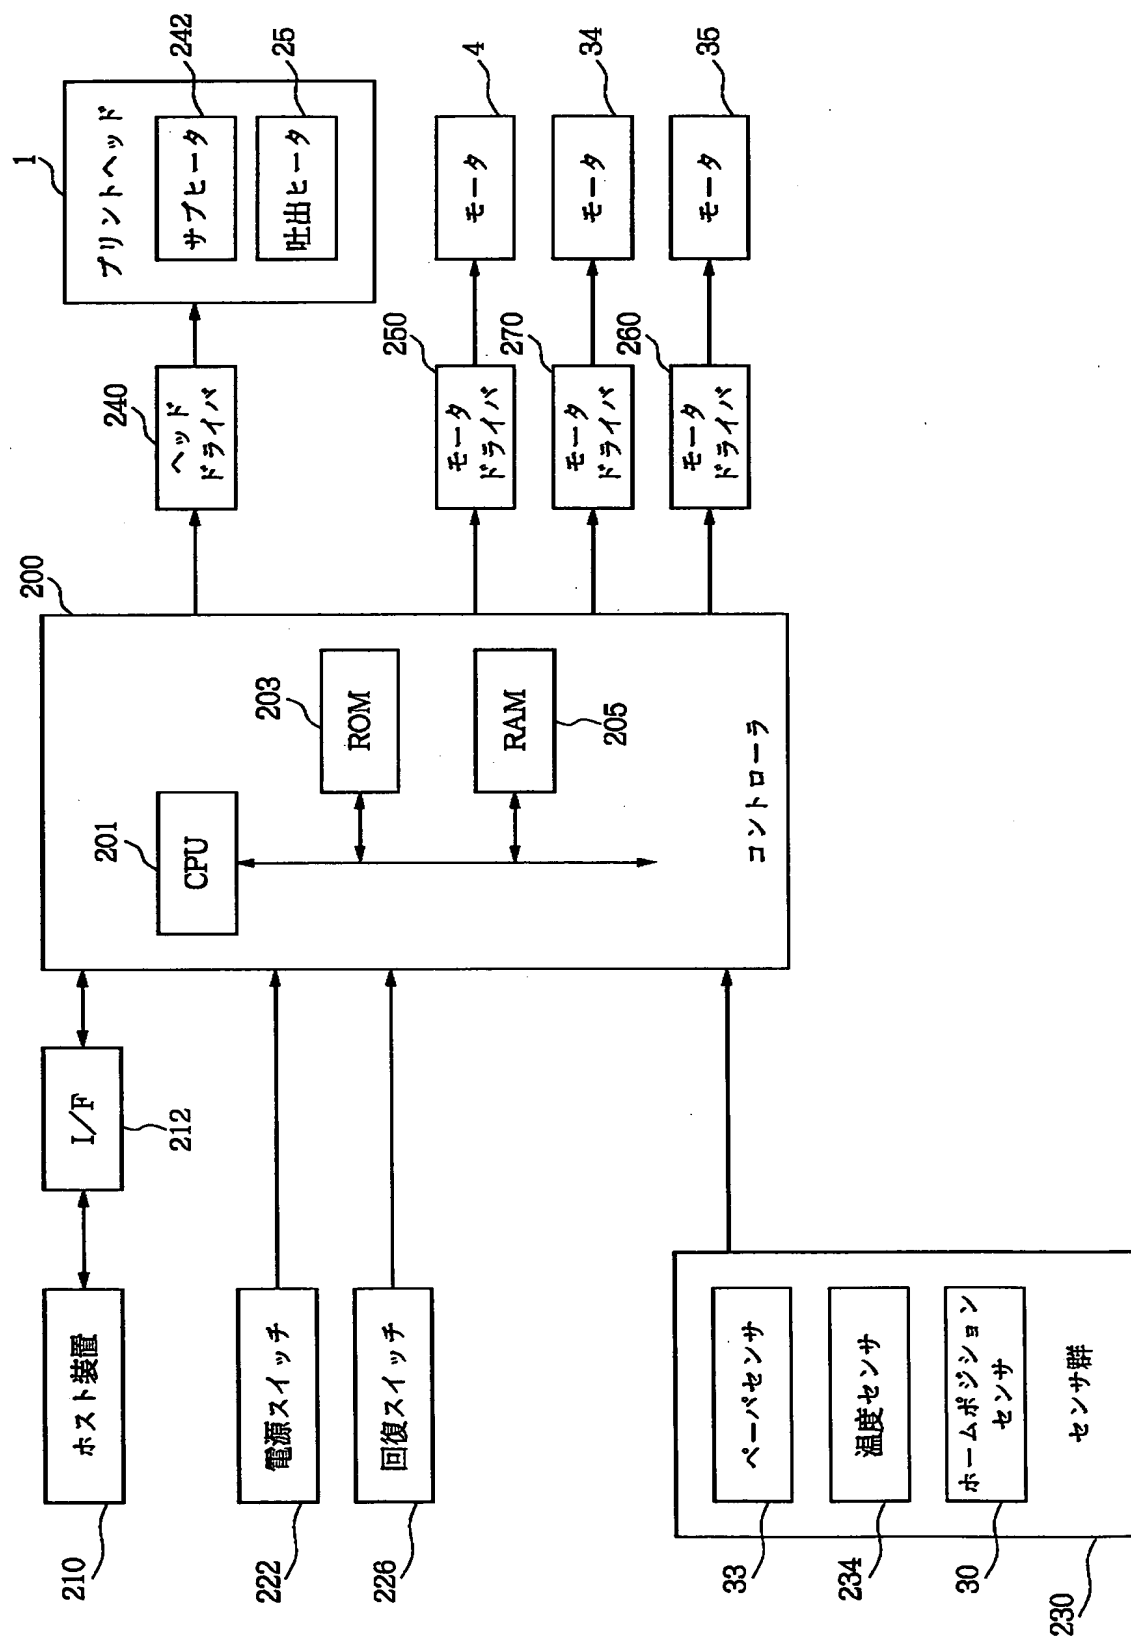 210
ホスト装置
I/F
212
222
電源スイッチ
226
回復スイッチ
33
ペーパセンサ
234
温度センサ
30
ホームポジション
センサ
センサ群
230
200
201
CPU
203
ROM
RAM
205
コントローラ
240
ヘッド
ドライバ
1
プリントヘッド
サブヒータ
242
吐出ヒータ
25
250
モータ
ドライバ
モータ
4
270
モータ
ドライバ
モータ
34
260
モータ
ドライバ
モータ
35